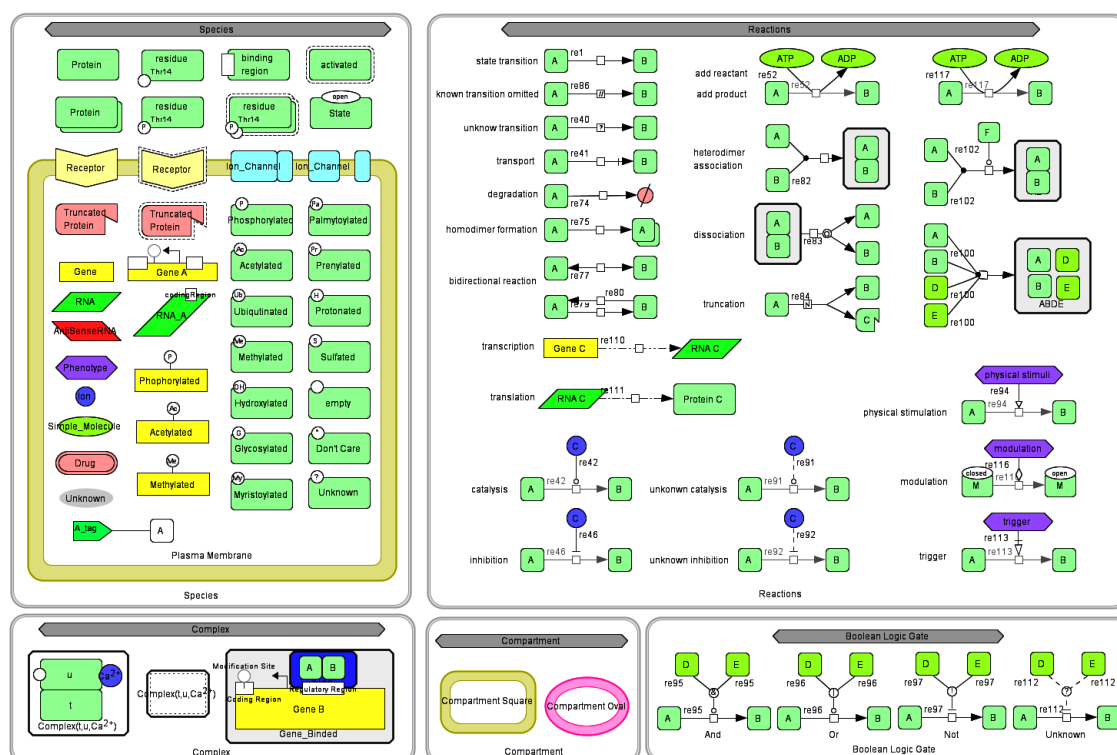 Species
Protein
residue
Thr14
binding
region
activated
Protein
residue
P
residue
Thr14
P
open
State
Receptor
Receptor
Ion_Channel
Ion_Channel
Truncated
Protein
Truncated
Protein
P
Phosphorylated
Pa
Palmytoylated
Gene
Gene A
Ac
Acetylated
Pr
Prenylated
RNA
codingRegion
RNA_A
Ub
Ubiqutinated
H
Protonated
AntiSenseRNA
Me
Methylated
S
Sulfated
Phenotype
P
Phophorylated
OH
Hydroxylated
empty
Ion
Simple_Molecule
Ac
Acetylated
G
Glycosylated
*
Don't Care
Drug
Me
Methylated
My
Myristoylated
?
Unknown
Unknown
A_tag
A
Plasma Membrane
Species
Reactions
state transition
A
re1
B
known transition omitted
A
re86
B
unknow transition
A
re40
?
B
transport
A
re41
B
degradation
A
re74
homodimer formation
A
re75
A
bidirectional reaction
A
re77
B
A
re80
re79
B
transcription
Gene C
re110
RNA C
translation
RNA C
re111
Protein C
catalysis
C
re42
A
re42
B
unkonwn catalysis
C
re91
A
re91
B
inhibition
C
re46
A
re46
B
unknown inhibition
C
re92
A
re92
B
add reactant
re52
add product
ATP
ADP
A
re52
B
ATP
ADP
re117
A
re117
B
heterodimer
association
A
B
re82
A
B
A
B
F
re102
re102
A
B
dissociation
A
B
re83
A
B
A
B
D
E
re100
re100
re100
A
D
B
E
ABDE
truncation
A
re84
N
B
C
physical stimulation
physical stimuli
re94
A
re94
B
modulation
modulation
re116
closed
M
re11
open
M
trigger
trigger
re113
A
re113
B
Reactions
Complex
u
Ca²⁺
t
Complex(t,u,Ca²⁺)
Complex(t,u,Ca²⁺)
Modification Site
A
B
Regulatory Region
Coding Region
Gene B
Gene_Binded
Complex
Compartment
Compartment Square
Compartment Oval
Compartment
Boolean Logic Gate
D
E
re95
re95
&
A
re95
B
And
D
E
re96
re96
|
A
re96
B
Or
D
E
re97
re97
!
A
re97
B
Not
D
E
re112
re112
?
A
re112
B
Unknown
Boolean Logic Gate